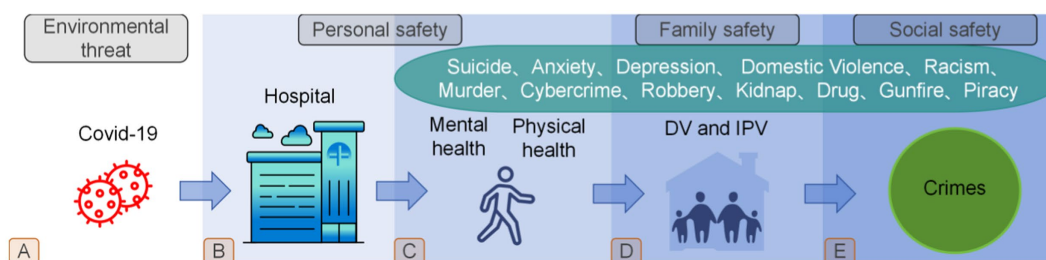 Environmental
threat
Personal safety
Family safety
Social safety
Suicide、Anxiety、Depression、 Domestic Violence、Racism、
Murder、Cybercrime、Robbery、Kidnap、Drug、Gunfire、Piracy
Covid-19
Hospital
Mental
health
Physical
health
DV and IPV
Crimes
A
B
C
D
E